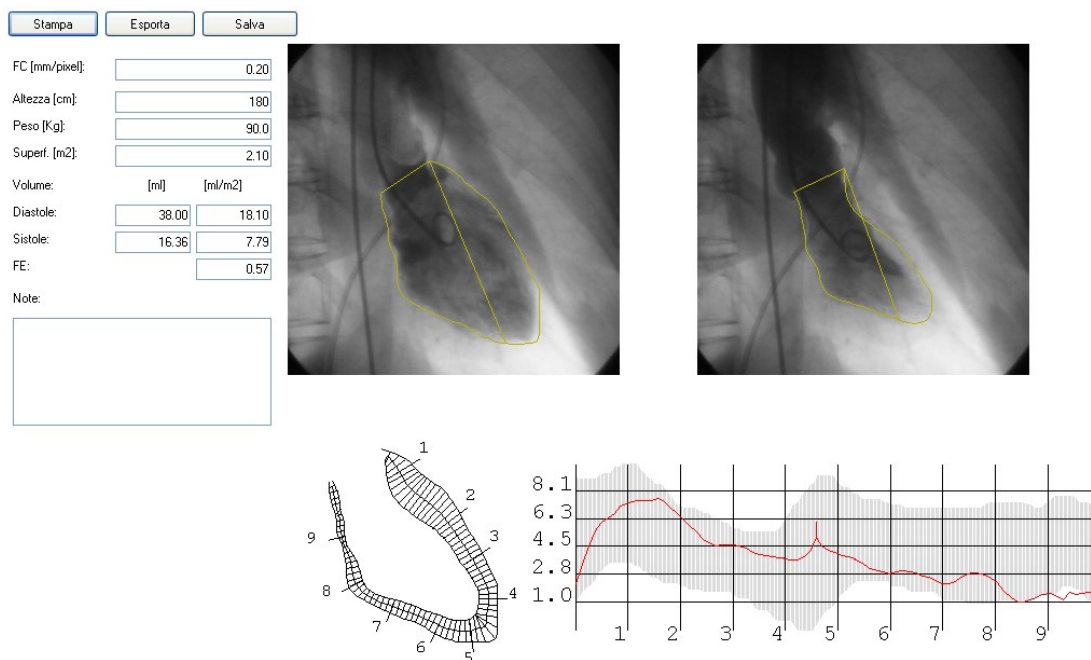 Stampa Esporta Salva
FC [mm/pixel]: 0.20
Altezza [cm]: 180
Peso [Kg]: 90.0
Superf. [m2]: 2.10
Volume: [ml] [ml/m2]
Diastole: 38.00 18.10
Sistole: 16.36 7.79
FE: 0.57
Note:
1
2
3
4
5
6
7
8
9
8.1
6.3
4.5
2.8
1.0
1 2 3 4 5 6 7 8 9